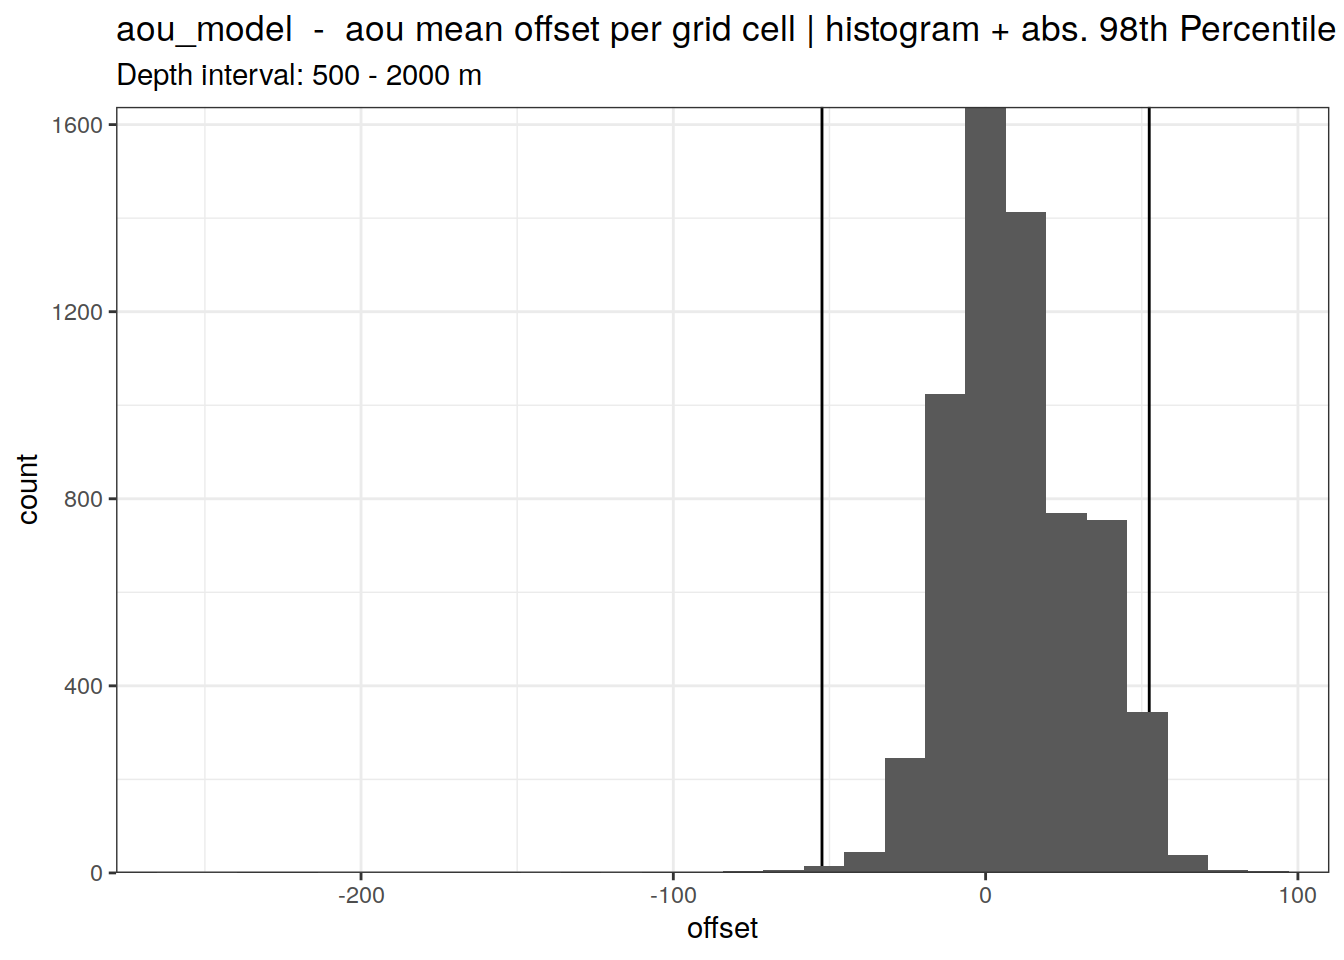 aou_model  -  aou mean offset per grid cell | histogram + abs. 98th Percentile
Depth interval: 500 - 2000 m
1600
1200
800
400
0
count
-200
-100
0
100
offset